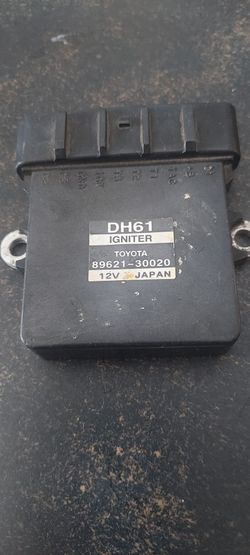 DH61
IGNITER
TOYOTA
89621-30020
12V JAPAN